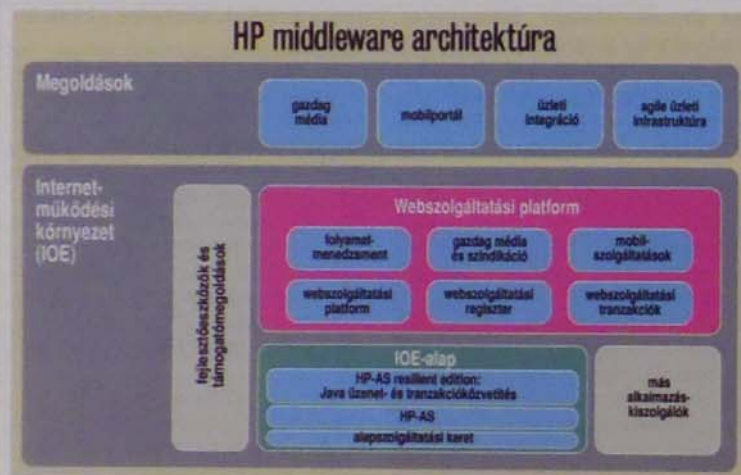 HP middleware architektúra
Megoldások
gazdag
média
mobilportál
üzleti
integráció
agile üzleti
infrastruktúra
Internet-
működési
környezet
(IOE)
fejlesztőeszközök és
támogatómegoldások
Webszolgáltatási platform
folyamat-
menedzsment
gazdag média
és szindikáció
mobil-
szolgáltatások
webszolgáltatási
platform
webszolgáltatási
regiszter
webszolgáltatási
tranzakciók
IOE-alap
HP-AS resilient edition:
Java üzenet- és tranzakcióközvetítés
HP-AS
alapszolgáltatási keret
más
alkalmazás-
kiszolgálók